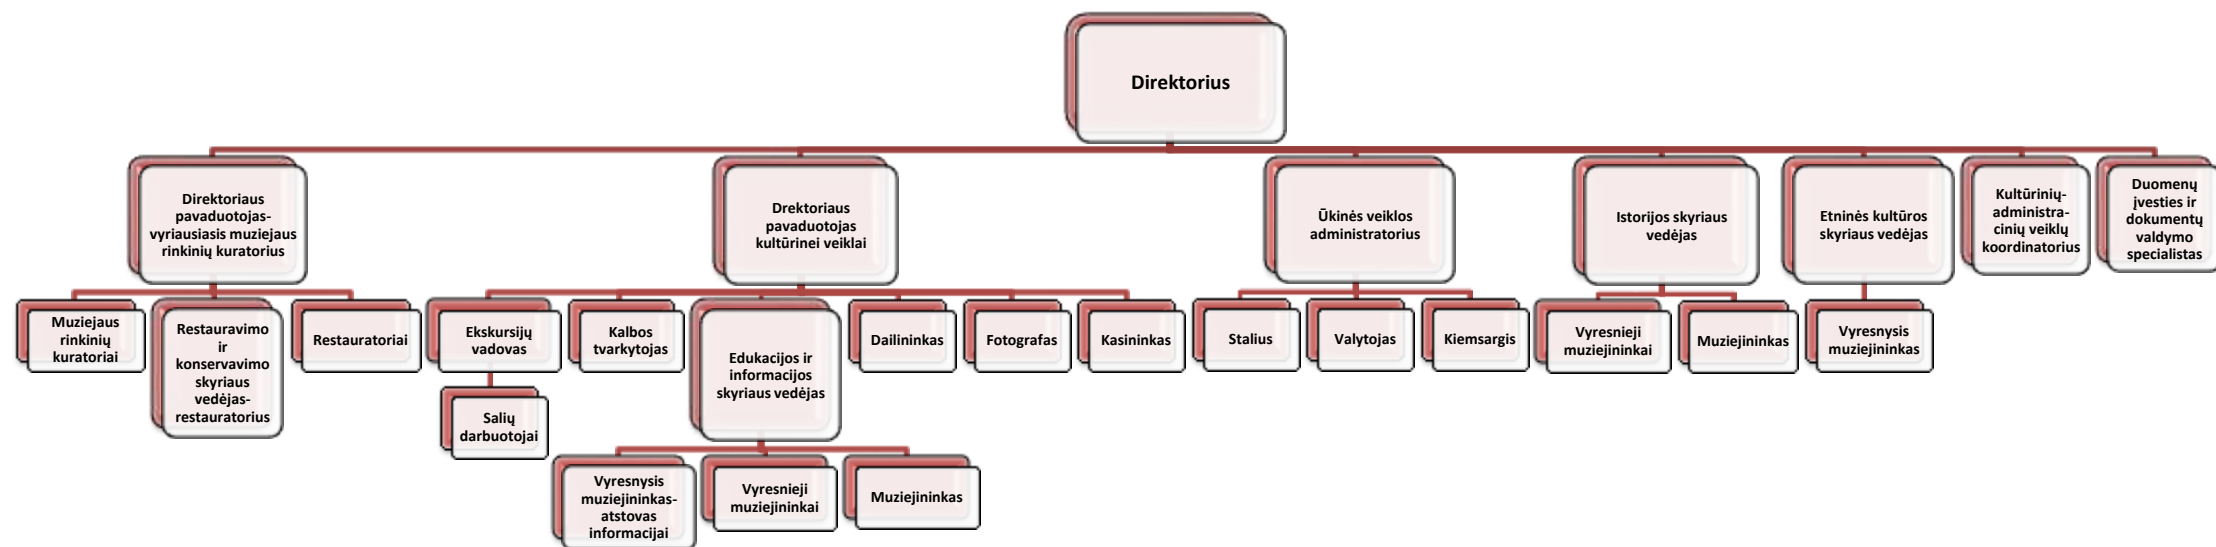 Direktorius
Direktoriaus
pavaduotojas-
vyriausiasis muziejaus
rinkinių kuratorius
Drektoriaus
pavaduotojas
kultūrinei veiklai
Ūkinės veiklos
administratorius
Istorijos skyriaus
vedėjas
Etninės kultūros
skyriaus vedėjas
Kultūrinių-
administra-
cinių veiklų
koordinatorius
Duomenų
įvesties ir
dokumentų
valdymo
specialistas
Muziejaus
rinkinių
kuratoriai
Restauravimo
ir
konservavimo
skyriaus
vedėjas-
restauratorius
Restauratoriai
Ekskursijų
vadovas
Kalbos
tvarkytojas
Edukacijos ir
informacijos
skyriaus vedėjas
Dailininkas
Fotografas
Kasininkas
Stalius
Valytojas
Kiemsargis
Vyresnieji
muziejininkai
Muziejininkas
Vyresnysis
muziejininkas
Salių
darbuotojai
Vyresnysis
muziejininkas-
atstovas
informacijai
Vyresnieji
muziejininkai
Muziejininkas